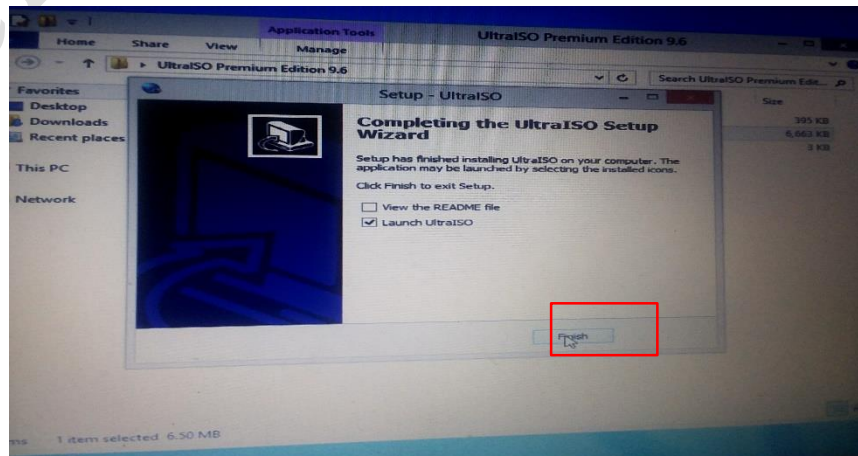 Application Tools
UltraISO Premium Edition 9.6
Home Share View Manage
UltraISO Premium Edition 9.6
Search UltraISO Premium Edit...
Favorites
Desktop
Downloads
Recent places
This PC
Network
Size
395 KB
6,663 KB
3 KB
Setup - UltraISO
Completing the UltraISO Setup
Wizard
Setup has finished installing UltraISO on your computer. The
application may be launched by selecting the installed icons.
Click Finish to exit Setup.
View the README file
Launch UltraISO
Finish
1 item selected 6.50 MB